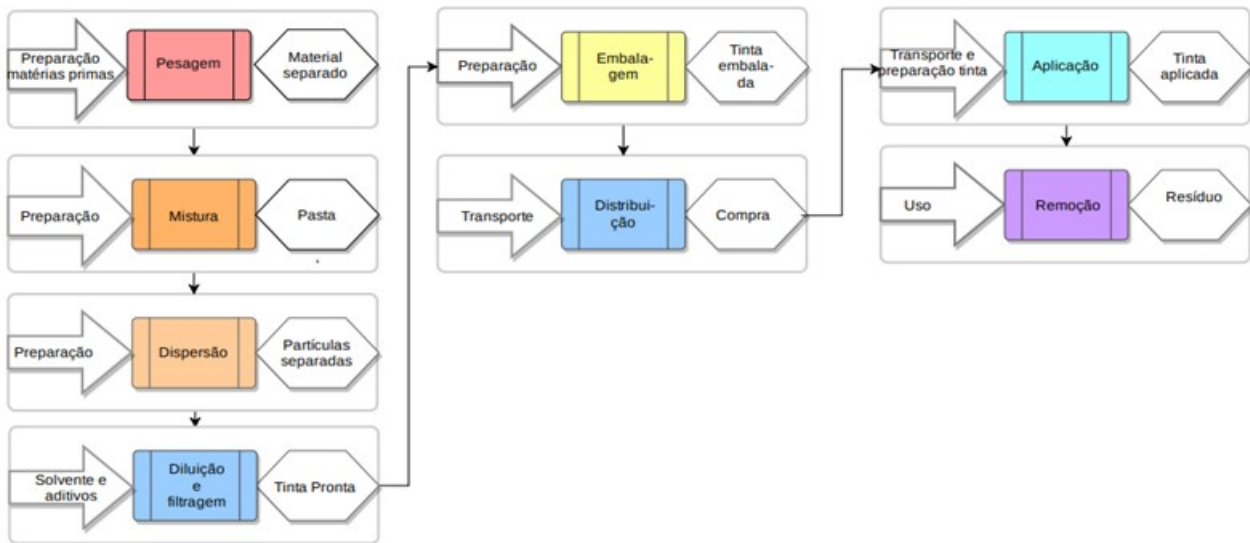 Preparação
matérias primas
Pesagem
Material
separado
Preparação
Mistura
Pasta
Preparação
Dispersão
Partículas
separadas
Solvente e
aditivos
Diluição
e
filtragem
Tinta Pronta
Preparação
Embala-
gem
Tinta
embala-
da
Transporte
Distribui-
ção
Compra
Transporte e
preparação tinta
Aplicação
Tinta
aplicada
Uso
Remoção
Resíduo